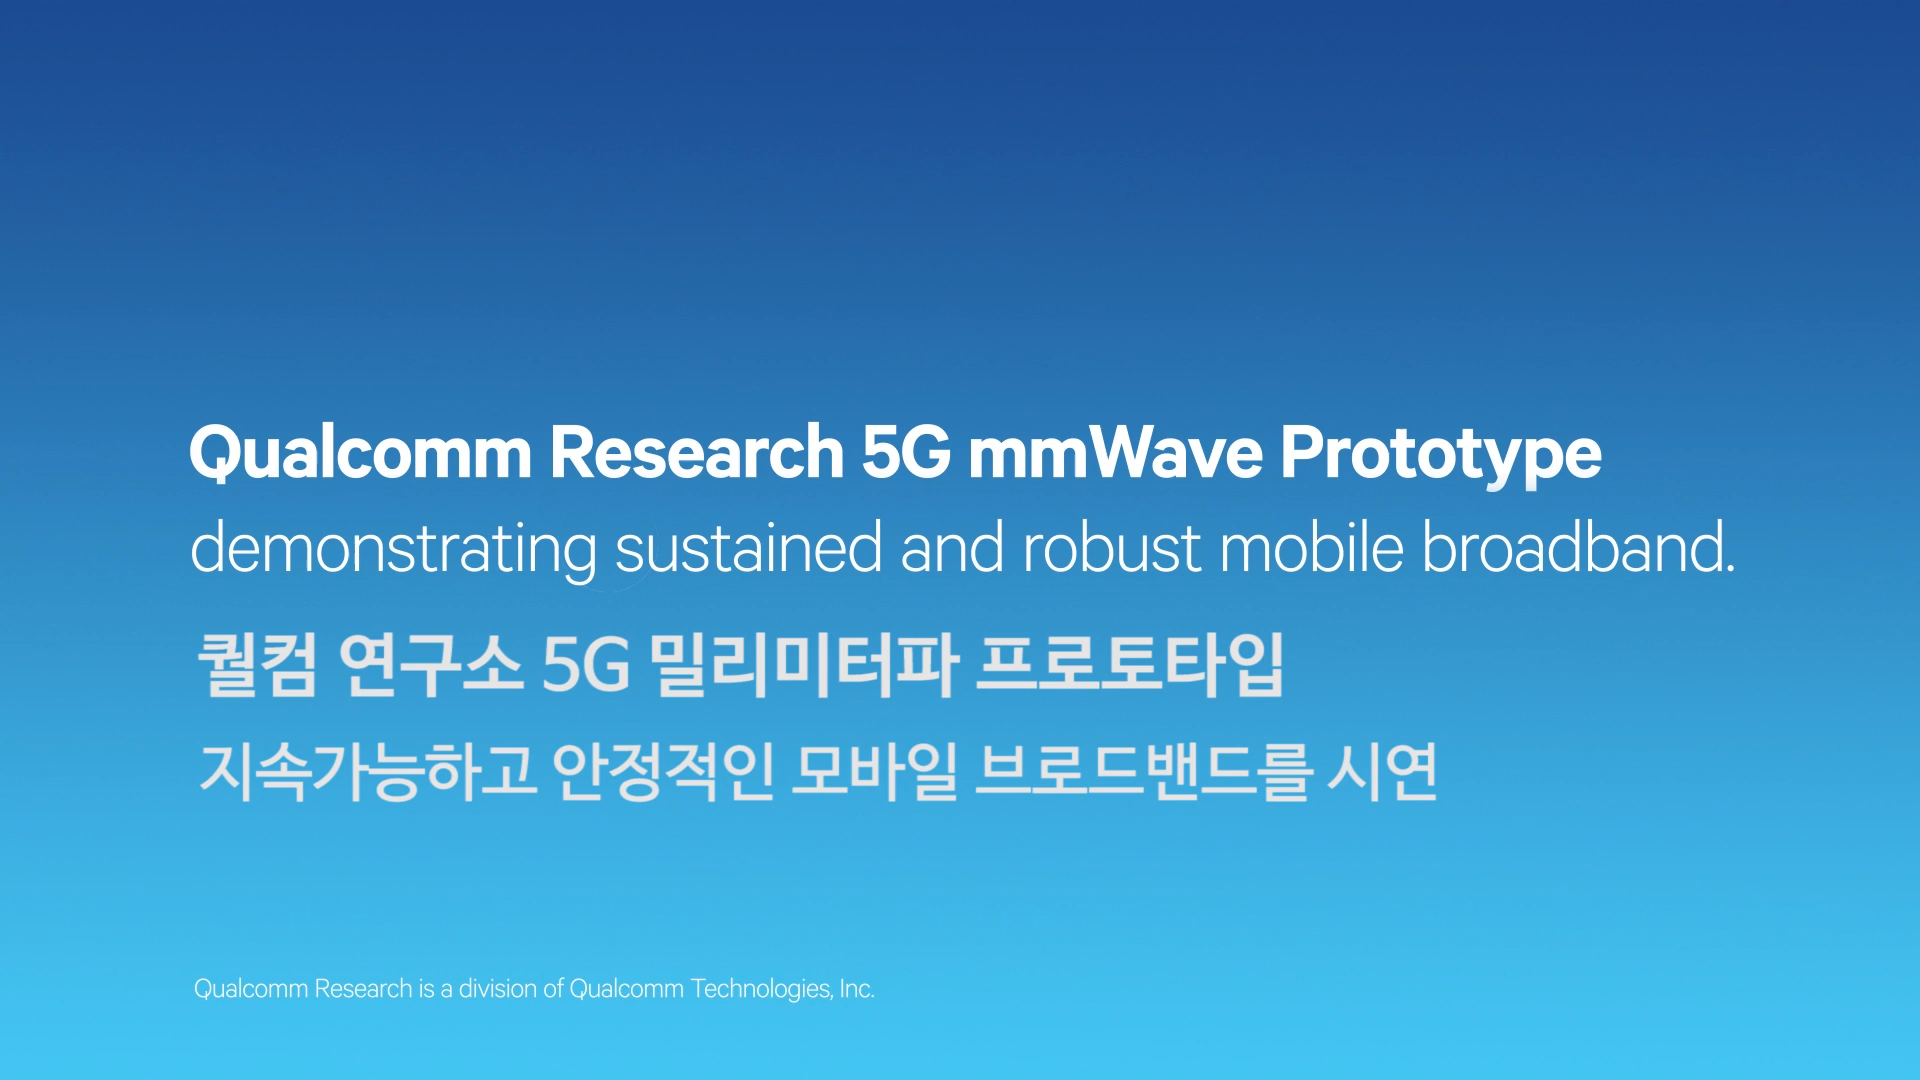 Qualcomm Research 5G mmWave Prototype
demonstrating sustained and robust mobile broadband.
퀄컴 연구소 5G 밀리미터파 프로토타입
지속가능하고 안정적인 모바일 브로드밴드를 시연
Qualcomm Research is a division of Qualcomm Technologies, Inc.